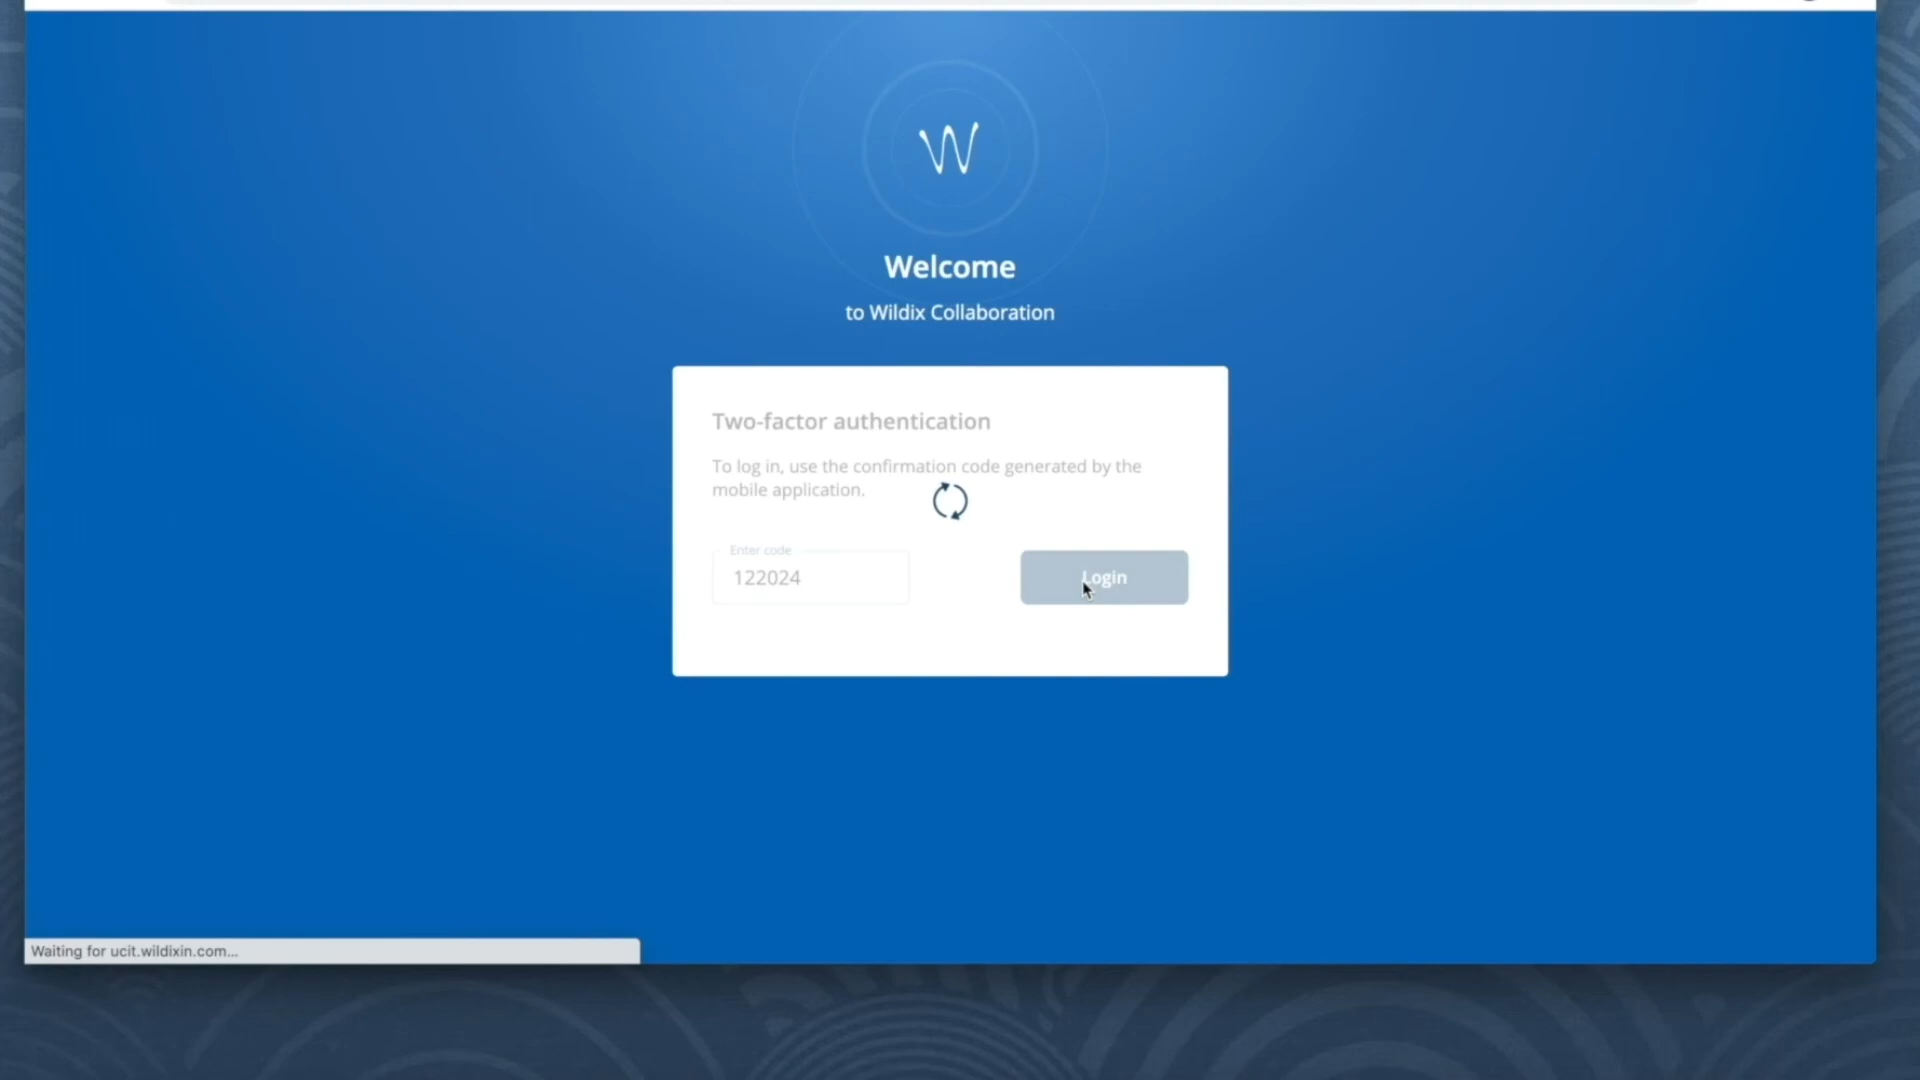 W
Welcome
to Wildix Collaboration
Two-factor authentication
To log in, use the confirmation code generated by the
mobile application.
Enter code
122024
Login
Waiting for ucit.wildixin.com...